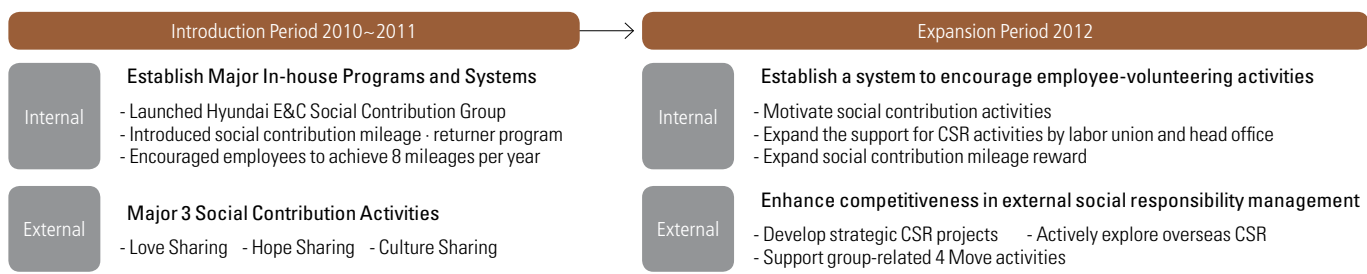 Introduction Period 2010~2011
Internal
Establish Major In-house Programs and Systems
- Launched Hyundai E&C Social Contribution Group
- Introduced social contribution mileage · returner program
- Encouraged employees to achieve 8 mileages per year
External
Major 3 Social Contribution Activities
- Love Sharing - Hope Sharing - Culture Sharing
Expansion Period 2012
Internal
Establish a system to encourage employee-volunteering activities
- Motivate social contribution activities
- Expand the support for CSR activities by labor union and head office
- Expand social contribution mileage reward
External
Enhance competitiveness in external social responsibility management
- Develop strategic CSR projects - Actively explore overseas CSR
- Support group-related 4 Move activities